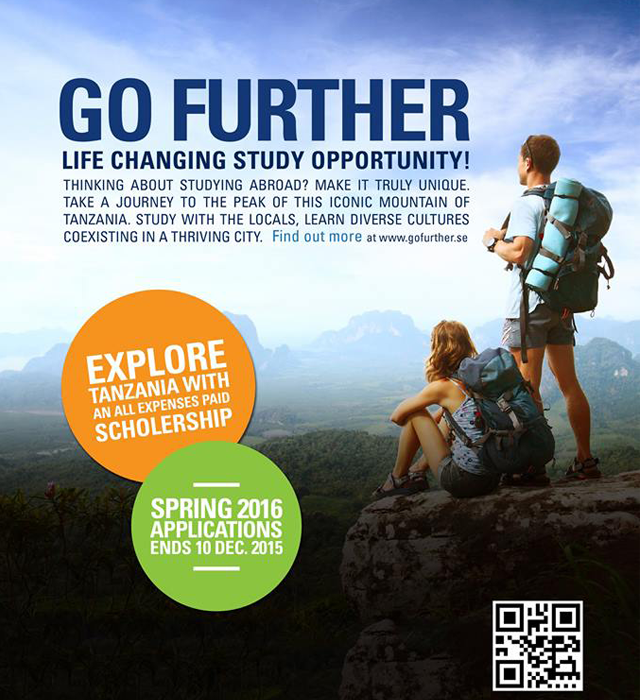 GO FURTHER
LIFE CHANGING STUDY OPPORTUNITY!
THINKING ABOUT STUDYING ABROAD? MAKE IT TRULY UNIQUE.
TAKE A JOURNEY TO THE PEAK OF THIS ICONIC MOUNTAIN OF
TANZANIA. STUDY WITH THE LOCALS, LEARN DIVERSE CULTURES
COEXISTING IN A THRIVING CITY. Find out more at www.gofurther.se
EXPLORE
TANZANIA WITH
AN ALL EXPENSES PAID
SCHOLERSHIP
SPRING 2016
APPLICATIONS
ENDS 10 DEC. 2015